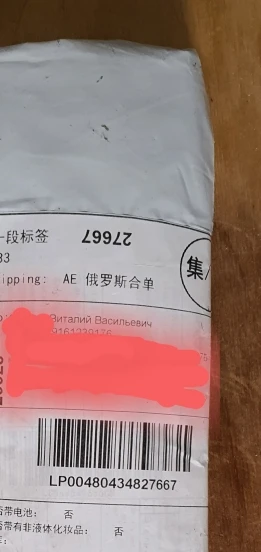 段标签 27667
33
ipping: AE 俄罗斯合单
集
Виталий Васильевич
LP00480434827667
带电池: 否
带有非液体化妆品: 否